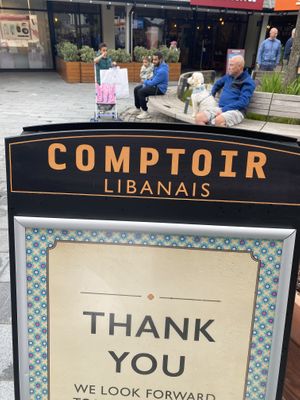 COMPTOIR
LIBANAIS
THANK
YOU
WE LOOK FORWARD